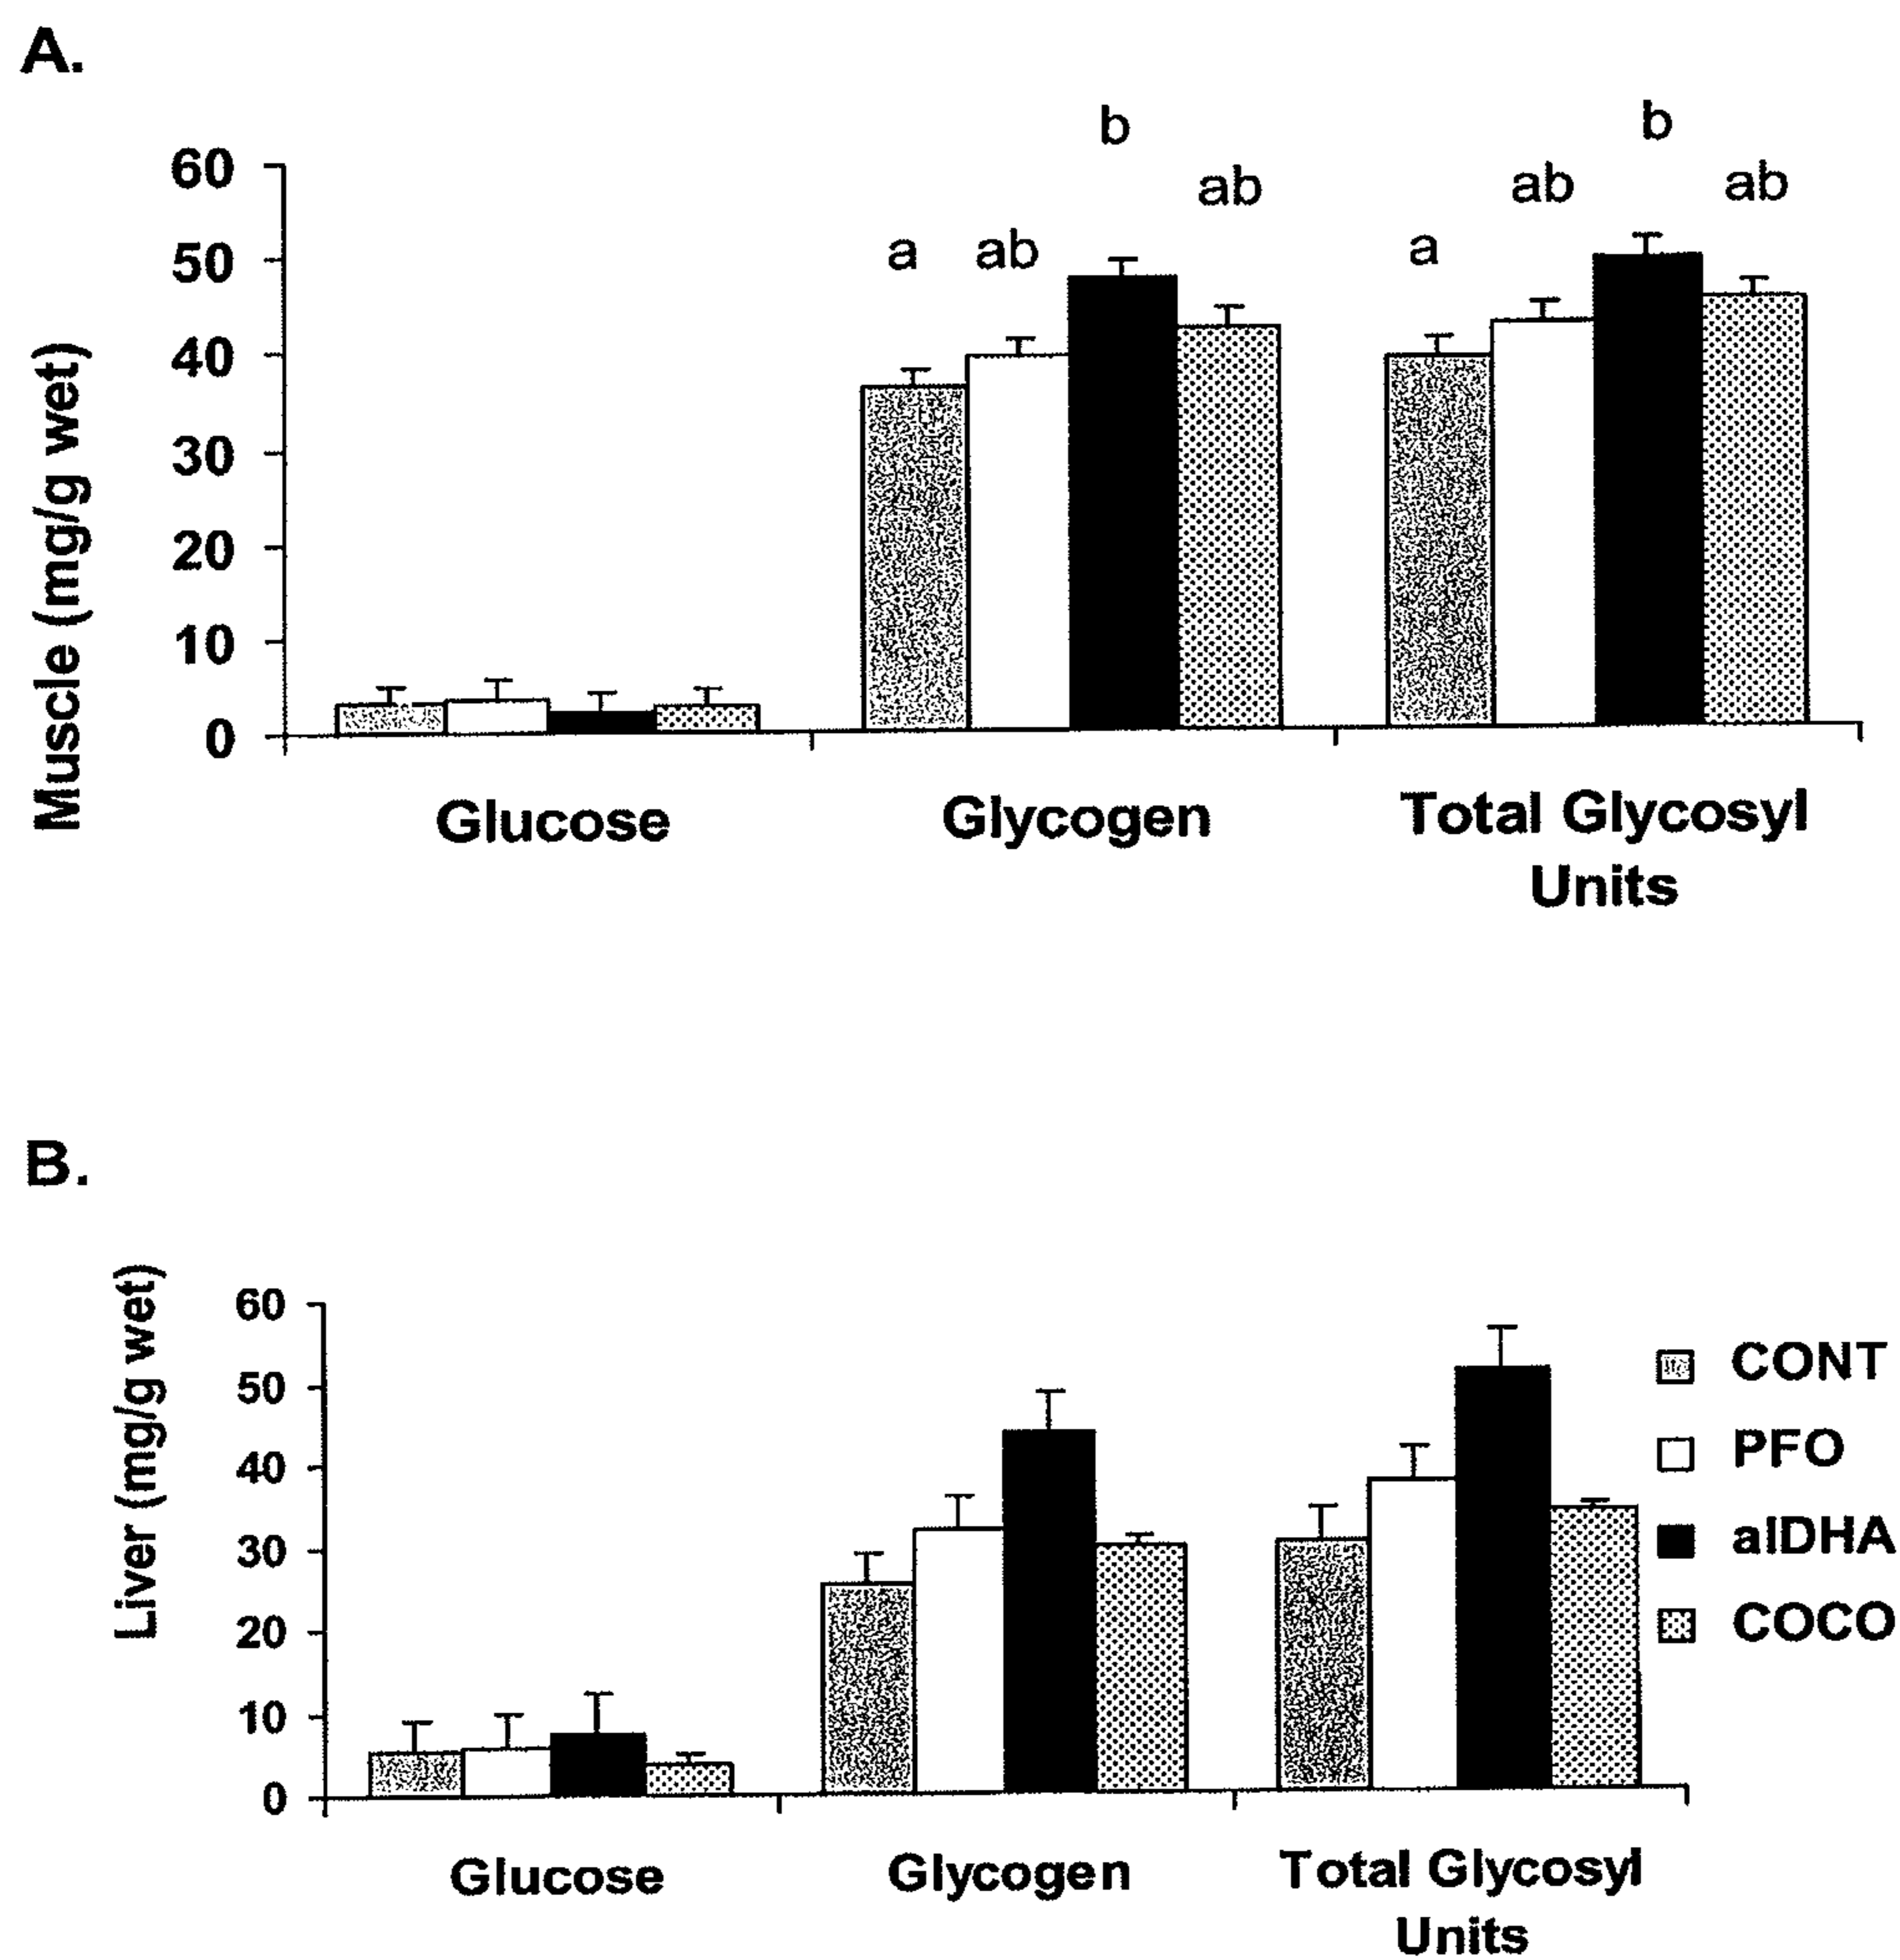 A.
b
b
60
ab
ab
ab
50
a
ab
a
40
30
20
10
0
Muscle (mg/g wet)
Glucose
Glycogen
Total Glycosyl
Units
B.
60
50
40
30
20
10
0
Liver (mg/g wet)
CONT
PFO
alDHA
COCO
Glucose
Glycogen
Total Glycosyl
Units